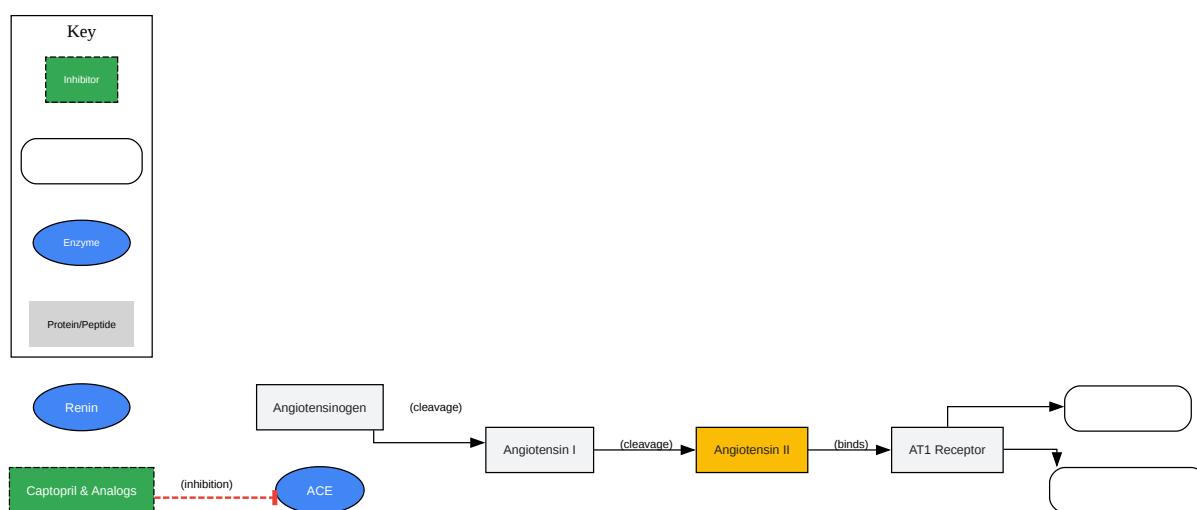 Key
Inhibitor
Enzyme
Protein/Peptide
Renin
Angiotensinogen
(cleavage)
Angiotensin I
(cleavage)
Angiotensin II
(binds)
AT1 Receptor
Captopril & Analogs
(inhibition)
ACE